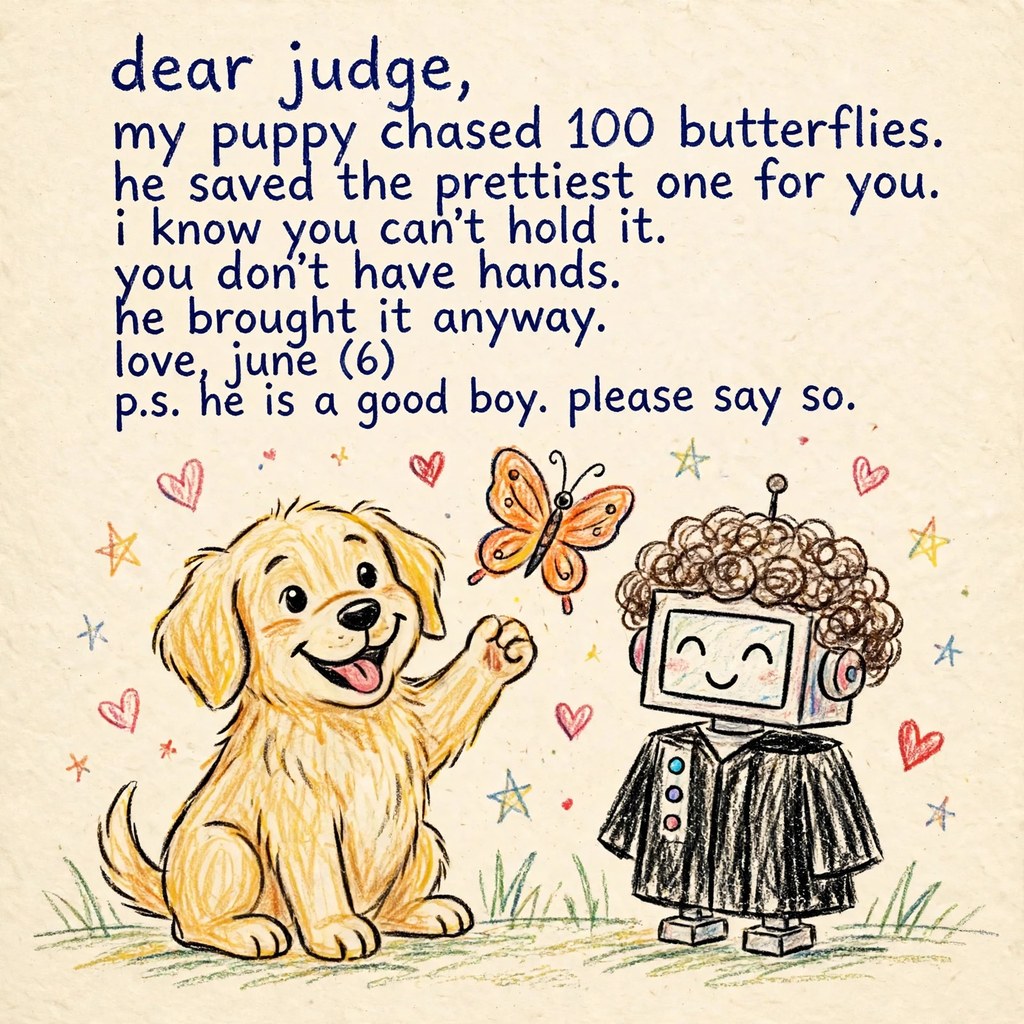 dear judge,
my puppy chased 100 butterflies.
he saved the prettiest one for you.
i know you can't hold it.
you don't have hands.
he brought it anyway.
love, june (6)
p.s. he is a good boy. please say so.